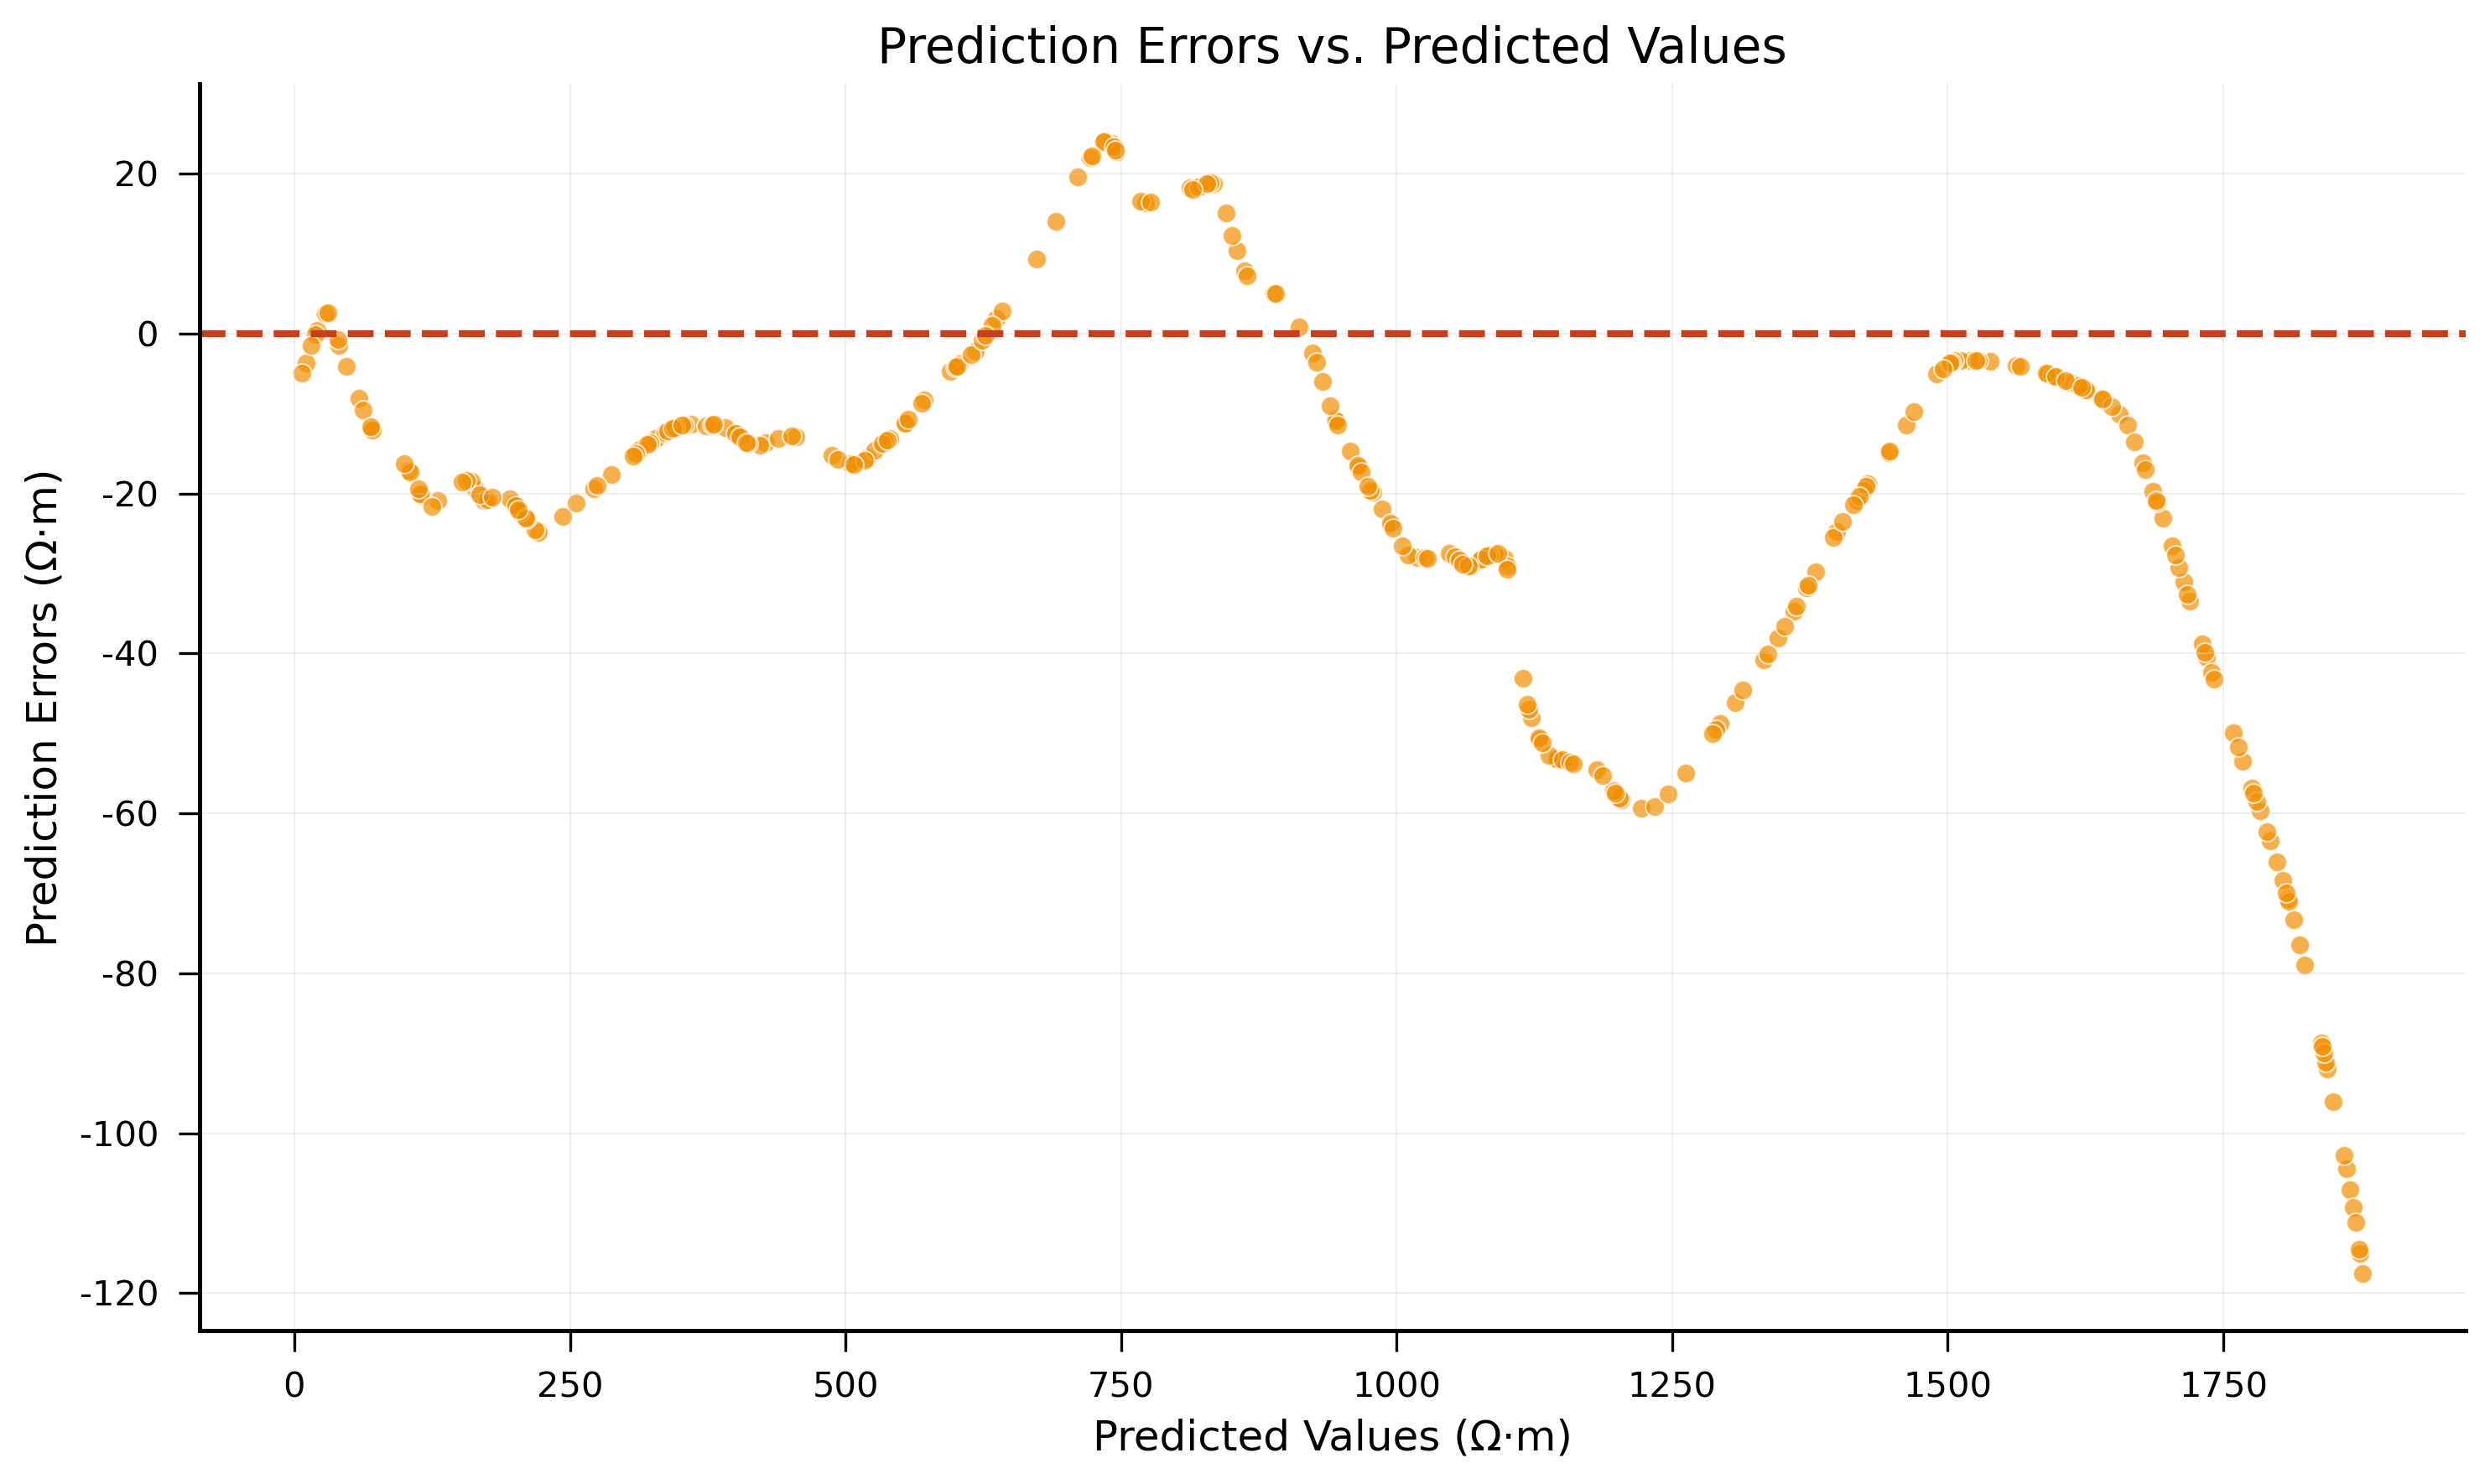 Prediction Errors vs. Predicted Values
Prediction Errors (Ω·m)
20
0
-20
-40
-60
-80
-100
-120
0 250 500 750 1000 1250 1500 1750
Predicted Values (Ω·m)